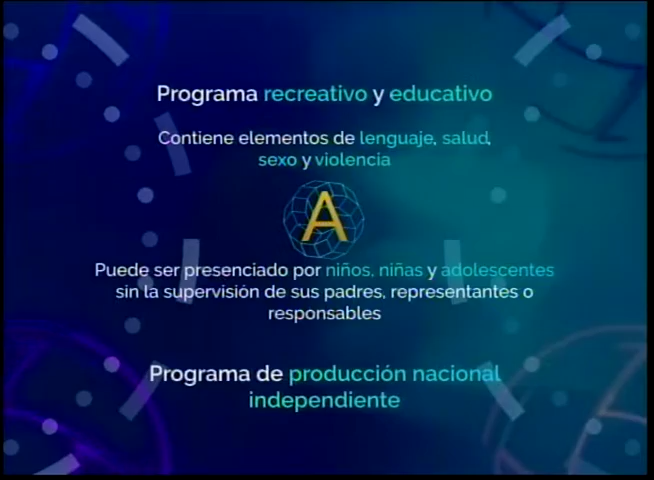 Programa recreativo y educativo
Contiene elementos de lenguaje, salud,
sexo y violencia
A
Puede ser presenciado por niños, niñas y adolescentes
sin la supervisión de sus padres, representantes o
responsables
Programa de producción nacional
independiente